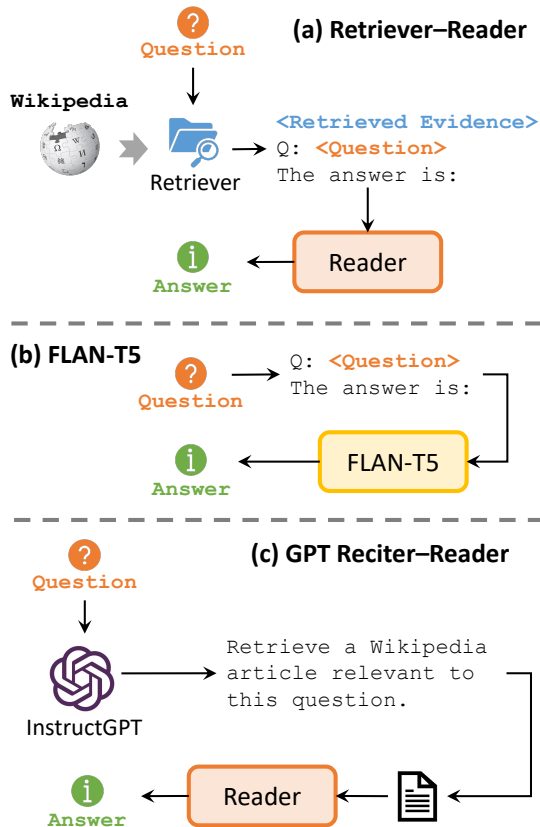 (a) Retriever–Reader
Question
Wikipedia
<Retrieved Evidence>
Q: <Question>
The answer is:
Retriever
Reader
Answer
(b) FLAN-T5
Q: <Question>
The answer is:
Question
FLAN-T5
Answer
(c) GPT Reciter–Reader
Question
Retrieve a Wikipedia
article relevant to
this question.
InstructGPT
Reader
Answer